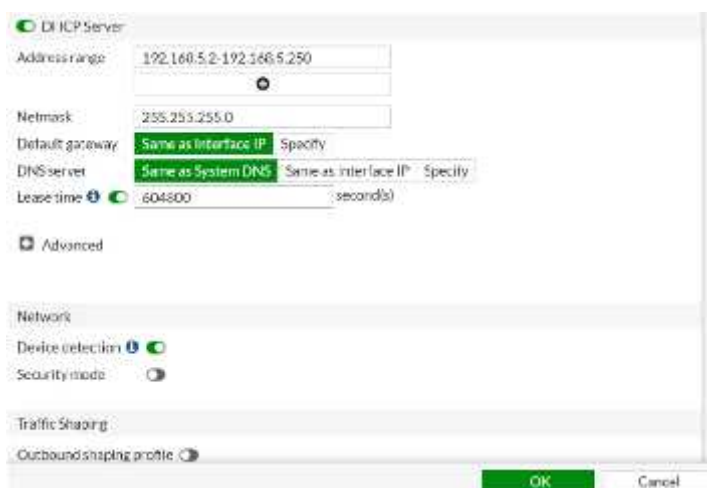 DHCP Server
Address range 192.168.5.2-192.168.5.250
Netmask 255.255.255.0
Default gateway Same as Interface IP Specify
DNS server Same as System DNS Same as Interface IP Specify
Lease time 604800 second(s)
Advanced
Network
Device detection
Security mode
Traffic Shaping
Outbound shaping profile
OK Cancel